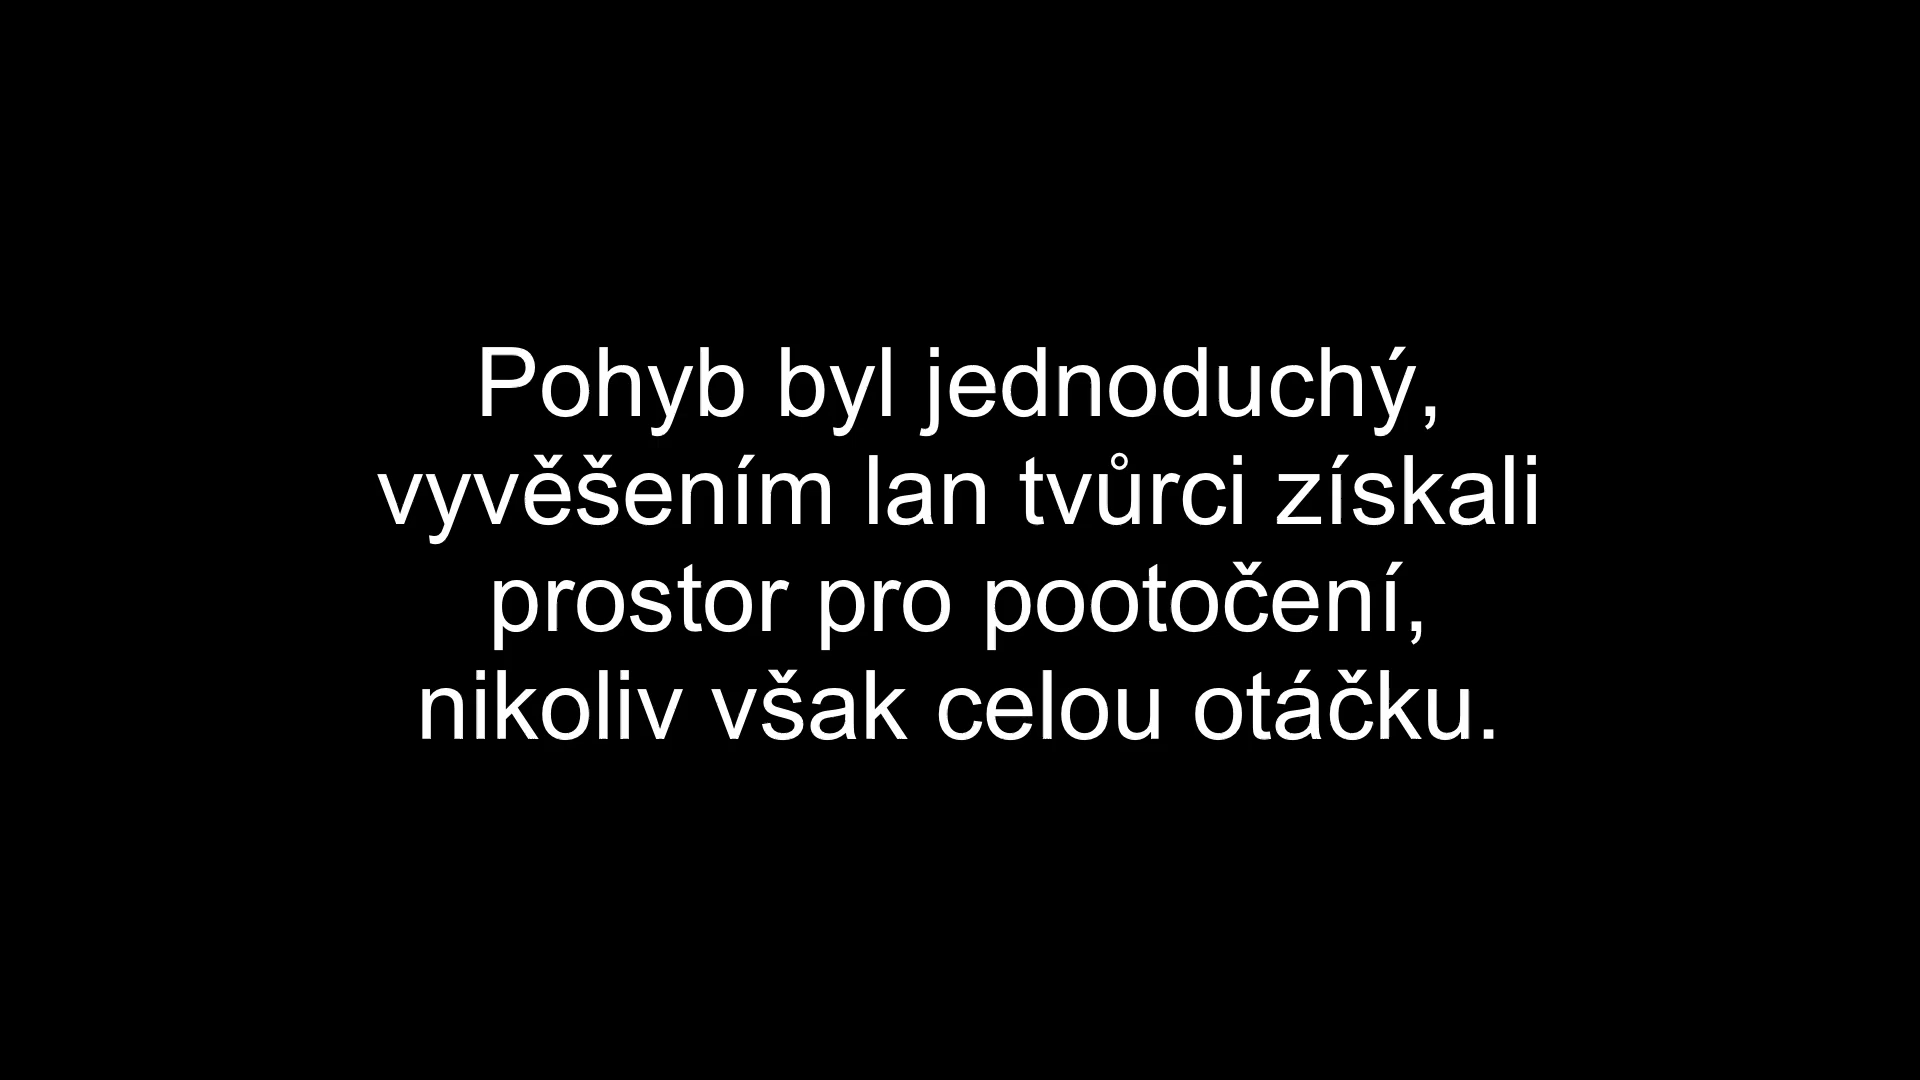 Pohyb byl jednoduchý,
vyvěšením lan tvůrci získali
prostor pro pootočení,
nikoliv však celou otáčku.